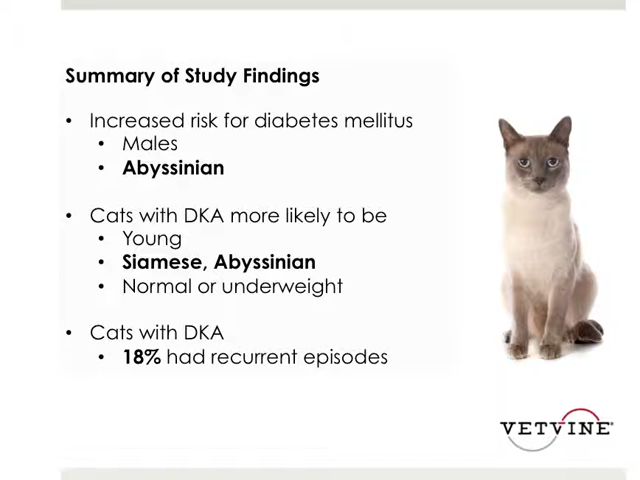 Summary of Study Findings
• Increased risk for diabetes mellitus
• Males
• Abyssinian
• Cats with DKA more likely to be
• Young
• Siamese, Abyssinian
• Normal or underweight
• Cats with DKA
• 18% had recurrent episodes
VETVINE®